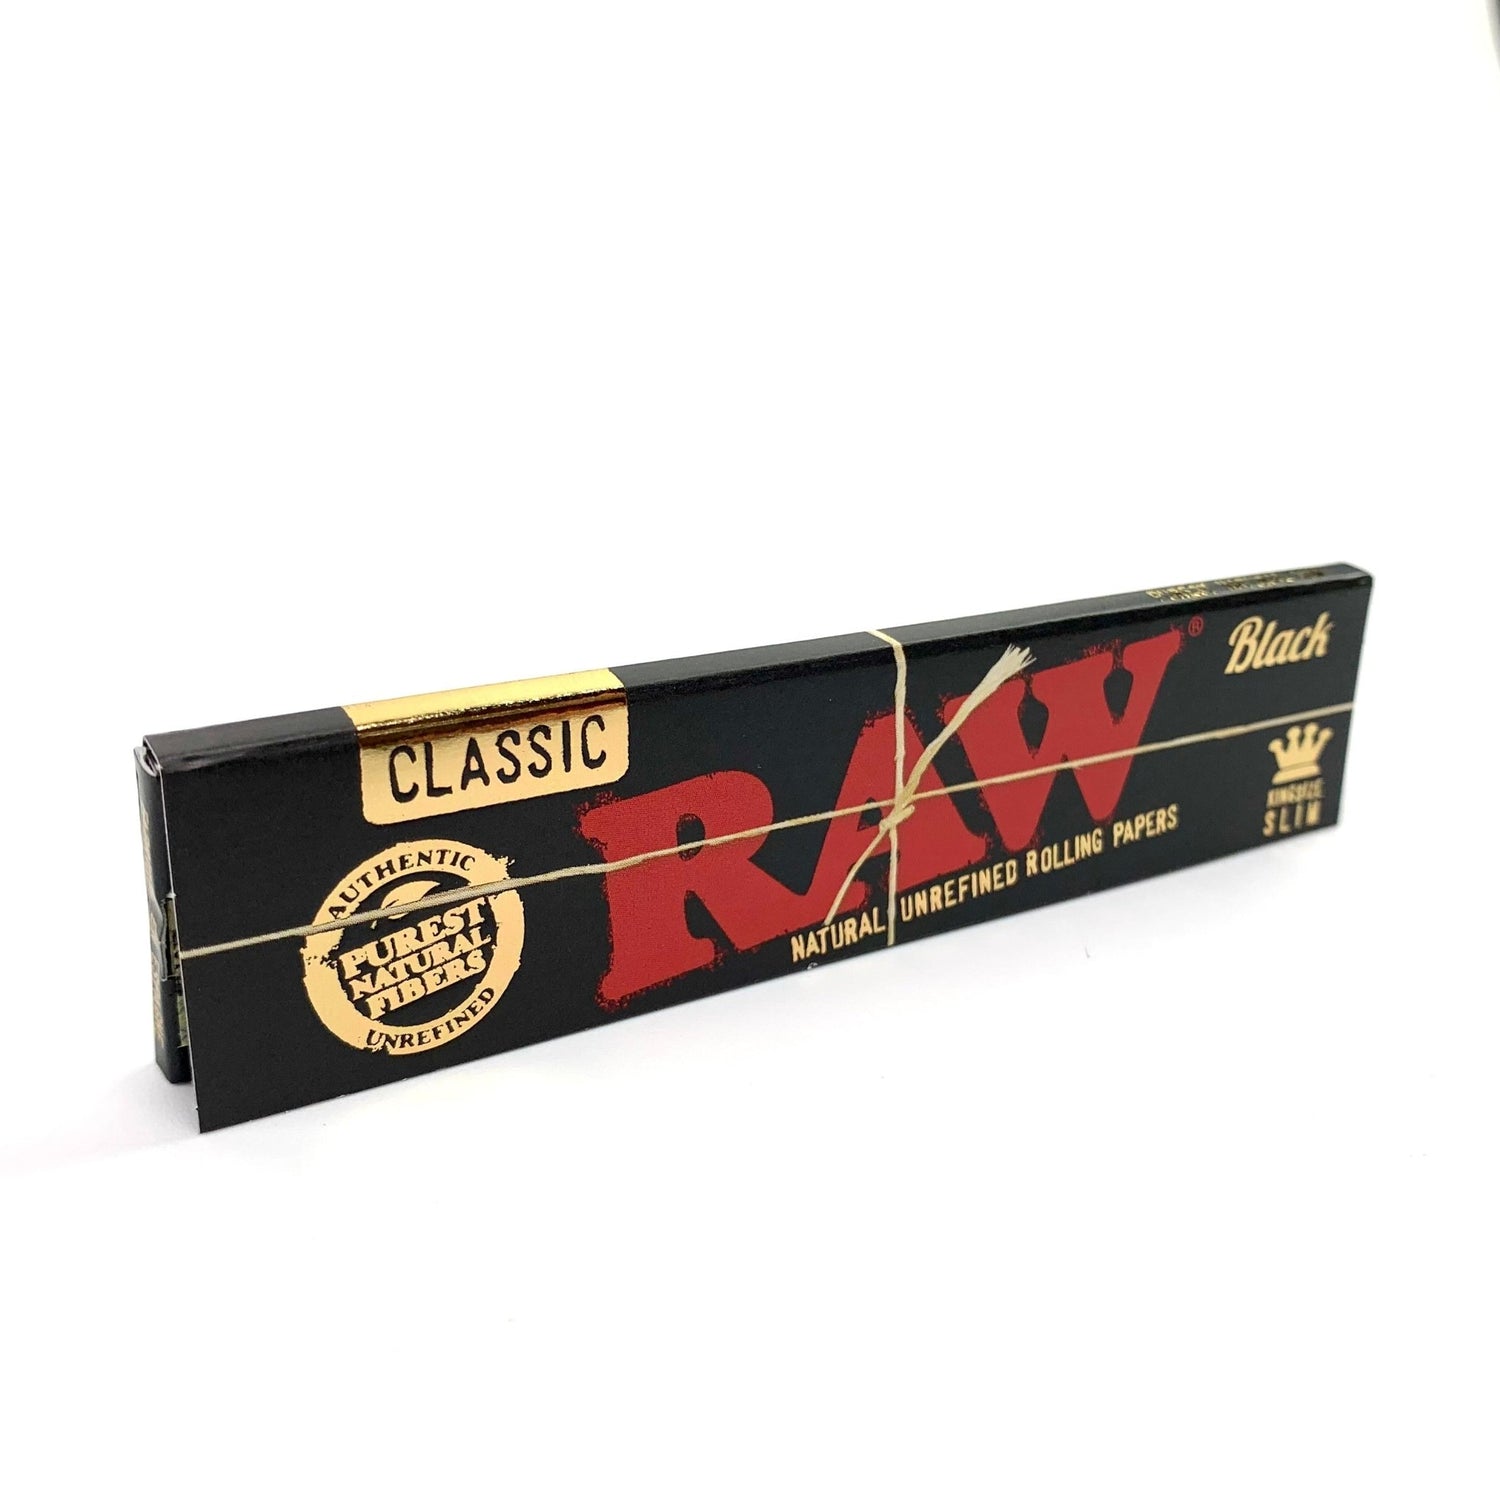 CLASSIC
RAW®
Black
AUTHENTIC
PUREST
NATURAL
FIBERS
UNREFINED
NATURAL UNREFINED ROLLING PAPERS
KINGSIZE
SLIM